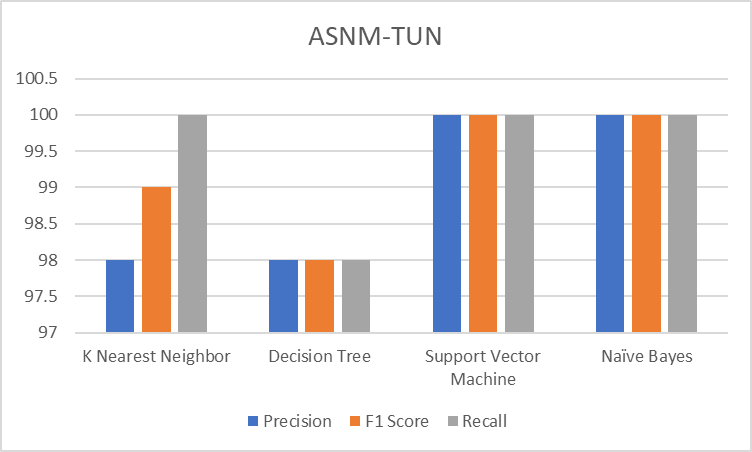 ASNM-TUN
100.5
100
99.5
99
98.5
98
97.5
97
K Nearest Neighbor
Decision Tree
Support Vector
Machine
Naïve Bayes
Precision
F1 Score
Recall